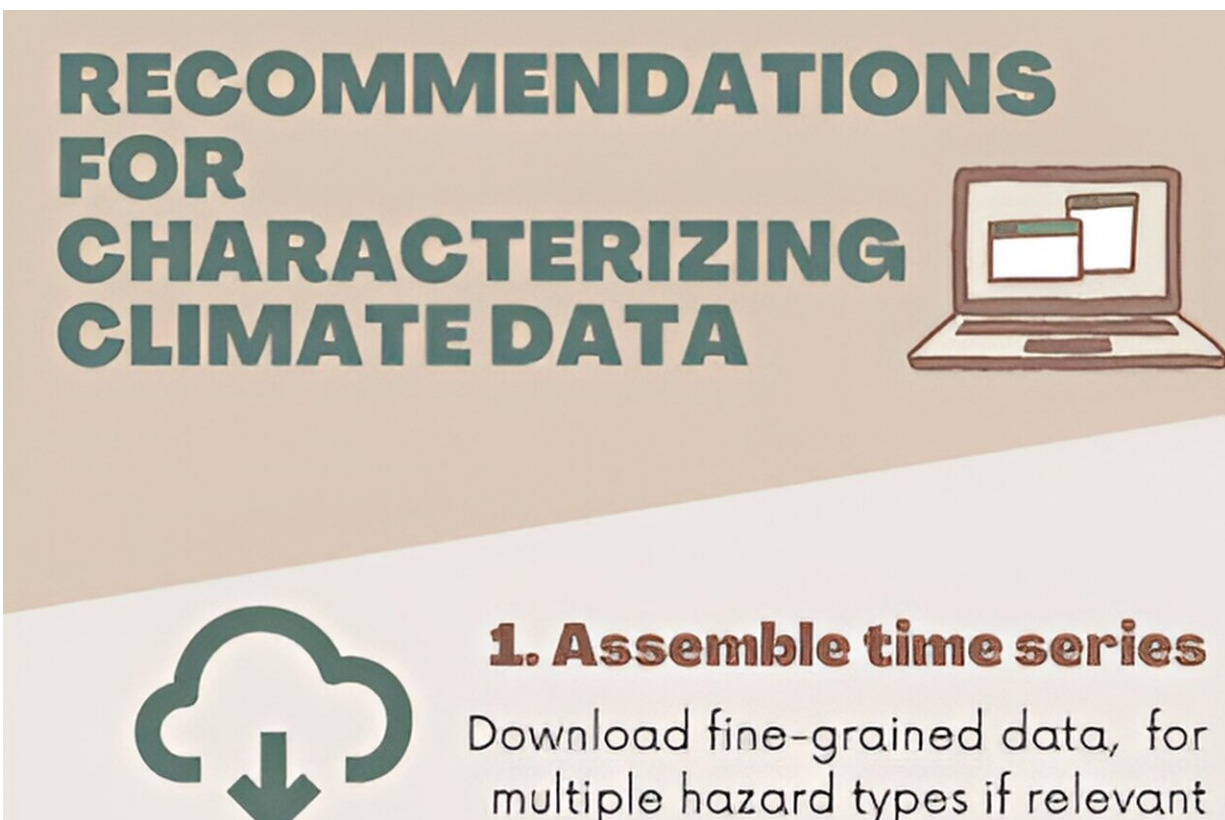 RECOMMENDATIONS
FOR
CHARACTERIZING
CLIMATE DATA
1. Assemble time series
Download fine-grained data, for
multiple hazard types if relevant